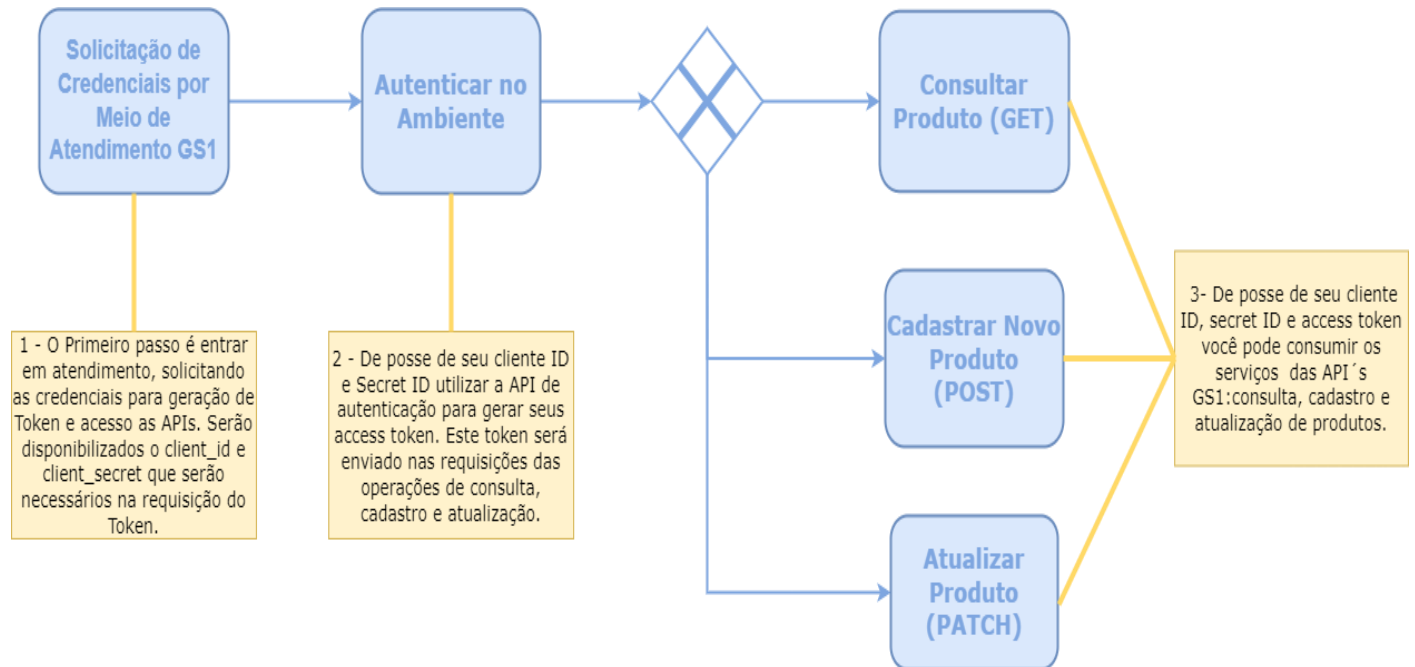 Solicitação de
Credenciais por
Meio de
Atendimento GS1
Autenticar no
Ambiente
Consultar
Produto (GET)
Cadastrar Novo
Produto
(POST)
Atualizar
Produto
(PATCH)
1 - O Primeiro passo é entrar
em atendimento, solicitando
as credenciais para geração de
Token e acesso as APIs. Serão
disponibilizados o client_id e
client_secret que serão
necessários na requisição do
Token.
2 - De posse de seu cliente ID
e Secret ID utilizar a API de
autenticação para gerar seus
access token. Este token será
enviado nas requisições das
operações de consulta,
cadastro e atualização.
3- De posse de seu cliente
ID, secret ID e access token
você pode consumir os
serviços das API´s
GS1:consulta, cadastro e
atualização de produtos.